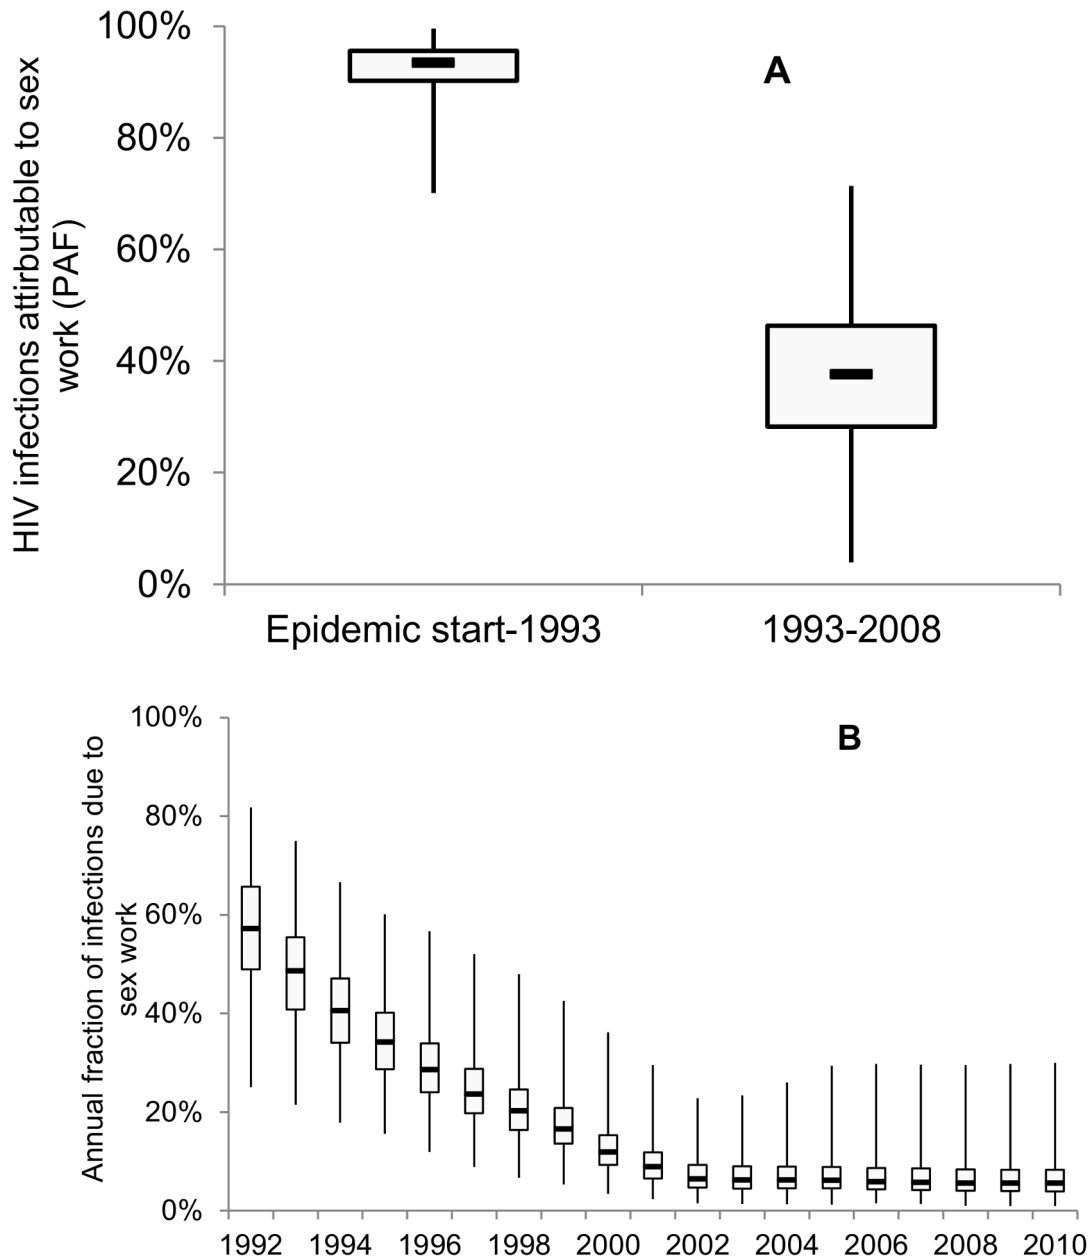 HIV infections attirbutable to sex
work (PAF)
100%
80%
60%
40%
20%
0%
A
Epidemic start-1993
1993-2008
Annual fraction of infections due to
sex work
100%
80%
60%
40%
20%
0%
B
1992 1994 1996 1998 2000 2002 2004 2006 2008 2010